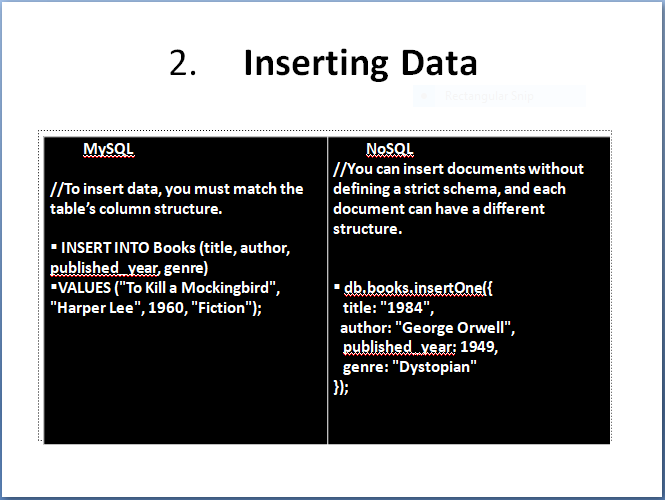 2. Inserting Data
Rectangular Snip
MySQL
//To insert data, you must match the
table's column structure.
▪ INSERT INTO Books (title, author,
published_year, genre)
▪VALUES ("To Kill a Mockingbird",
"Harper Lee", 1960, "Fiction");
NoSQL
//You can insert documents without
defining a strict schema, and each
document can have a different
structure.
▪ db.books.insertOne({
title: "1984",
author: "George Orwell",
published_year: 1949,
genre: "Dystopian"
});